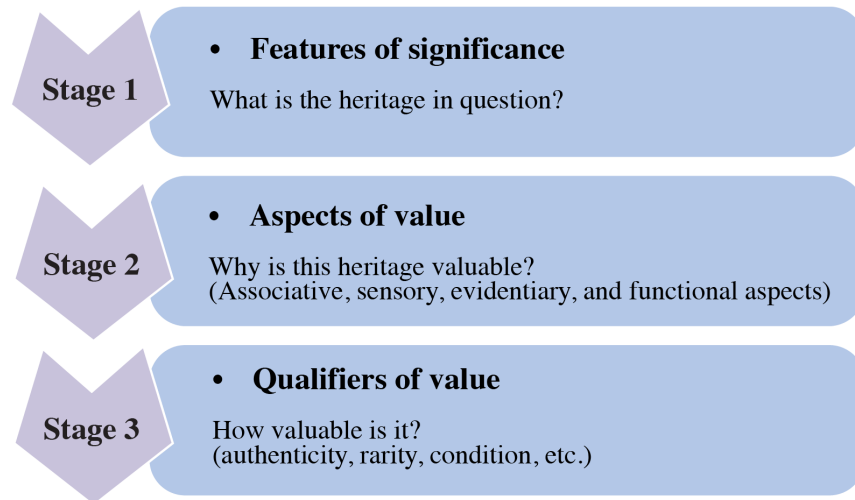 Stage 1
• Features of significance
What is the heritage in question?
Stage 2
• Aspects of value
Why is this heritage valuable?
(Associative, sensory, evidentiary, and functional aspects)
Stage 3
• Qualifiers of value
How valuable is it?
(authenticity, rarity, condition, etc.)